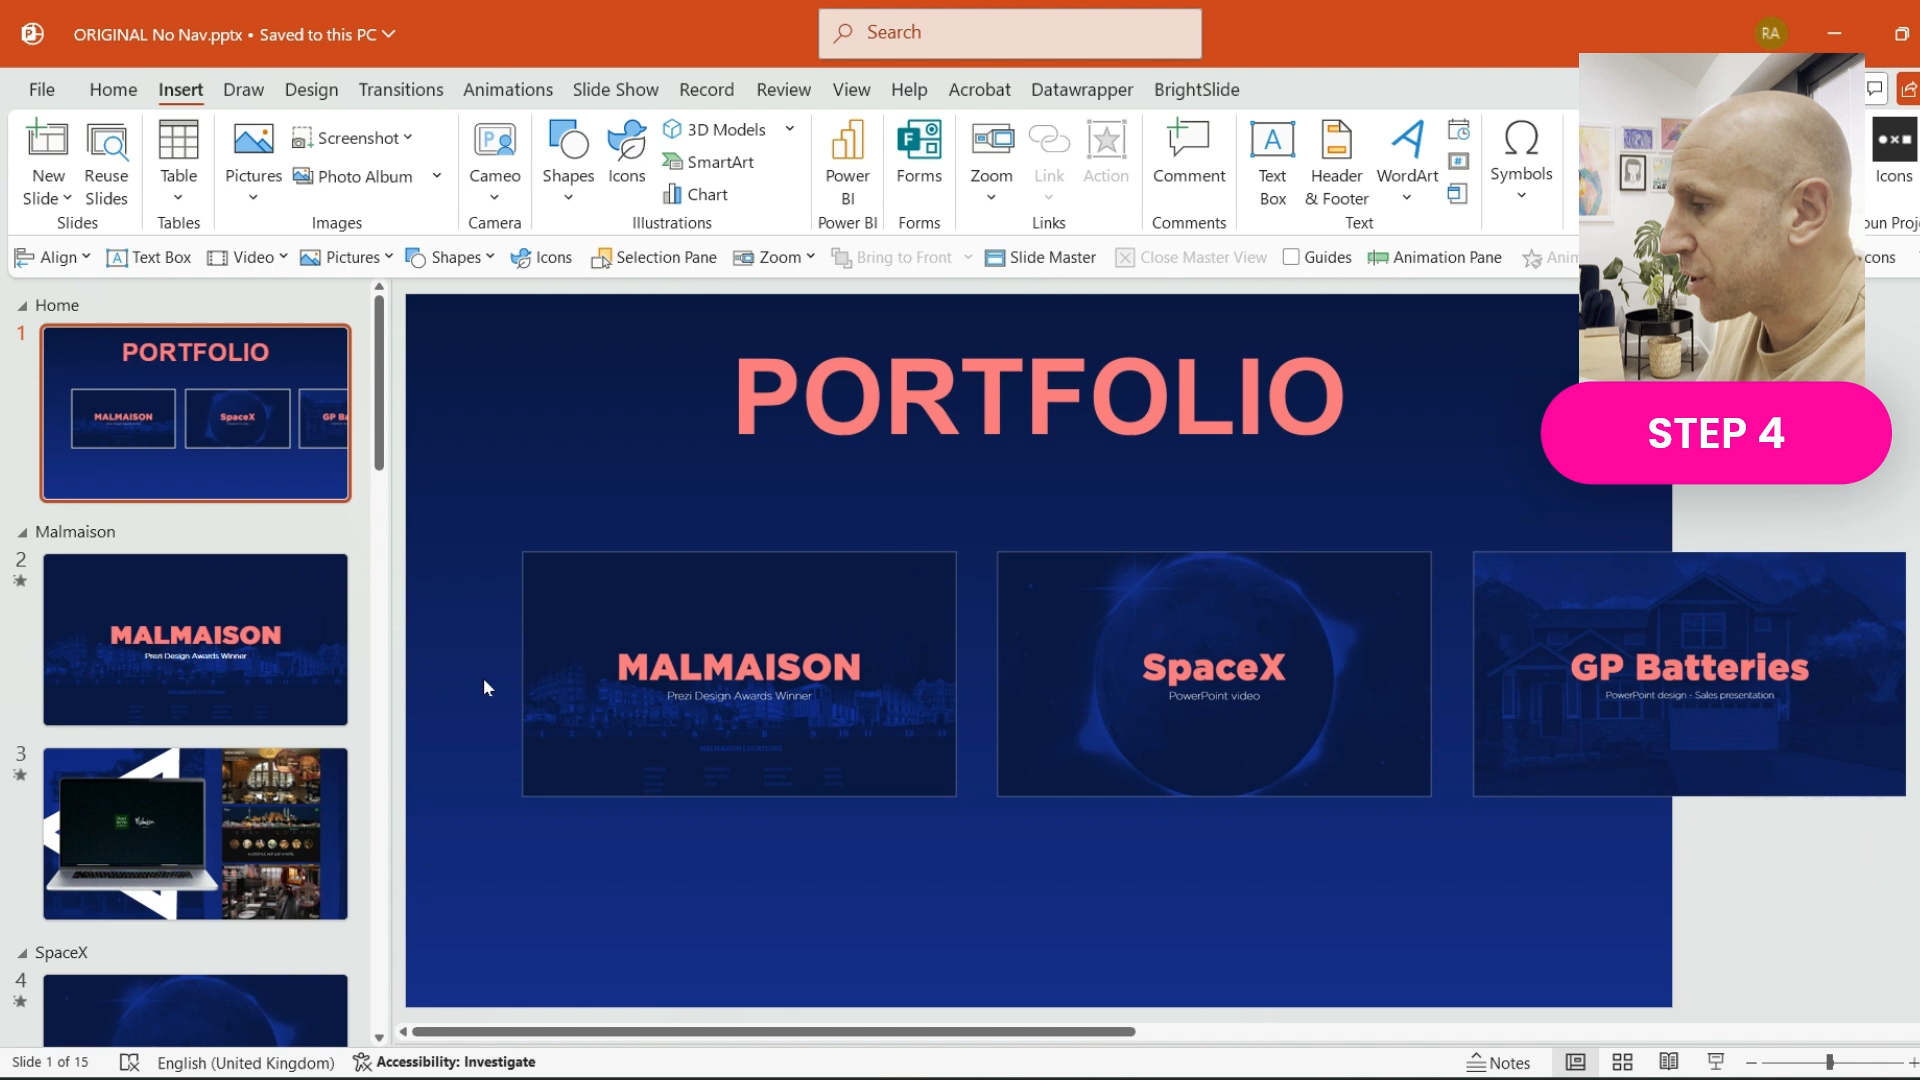 ORIGINAL No Nav.pptx • Saved to this PC
Search
RA
File Home Insert Draw Design Transitions Animations Slide Show Record Review View Help Acrobat Datawrapper BrightSlide
New Slide
Reuse Slides
Slides
Table
Tables
Pictures
Screenshot
Photo Album
Images
Cameo
Camera
Shapes
Icons
3D Models
SmartArt
Chart
Illustrations
Power BI
Power BI
Forms
Forms
Zoom
Link
Action
Links
Comment
Comments
Text Box
Header & Footer
WordArt
Text
Symbols
Icons
Align Text Box Video Pictures Shapes Icons Selection Pane Zoom Bring to Front Slide Master Close Master View Guides Animation Pane
STEP 4
Home
1
PORTFOLIO
MALMAISON
SpaceX
Malmaison
2
MALMAISON
Prezi Design Awards Winner
3
SpaceX
4
PORTFOLIO
MALMAISON
Prezi Design Awards Winner
MALMAISON LOCATIONS
SpaceX
PowerPoint video
GP Batteries
PowerPoint design - Sales presentation
Slide 1 of 15 English (United Kingdom) Accessibility: Investigate Notes